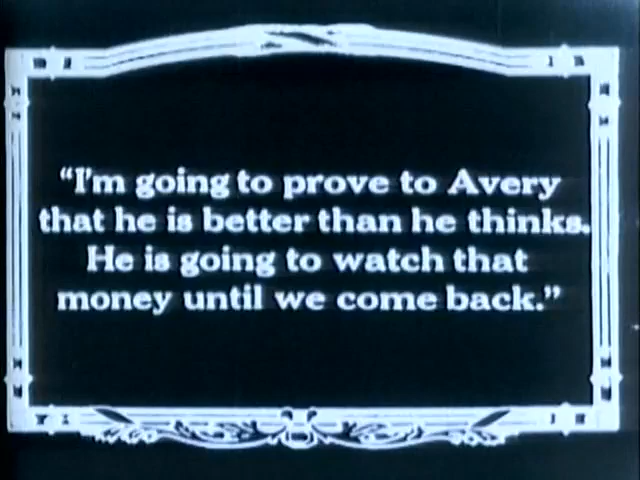 “I'm going to prove to Avery
that he is better than he thinks.
He is going to watch that
money until we come back.”